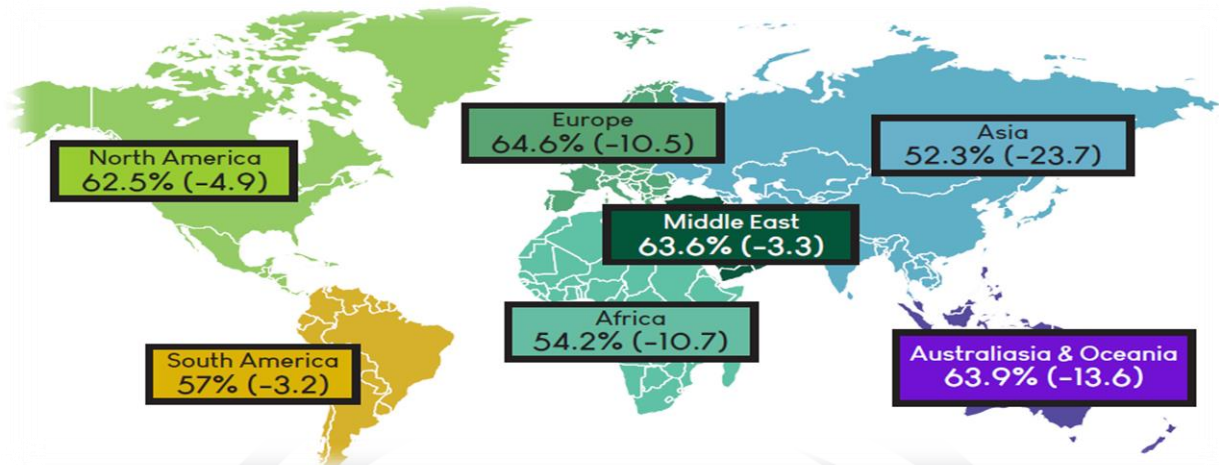 Europe
64.6% (-10.5)
Asia
52.3% (-23.7)
North America
62.5% (-4.9)
Middle East
63.6% (-3.3)
Africa
54.2% (-10.7)
South America
57% (-3.2)
Australiasia & Oceania
63.9% (-13.6)